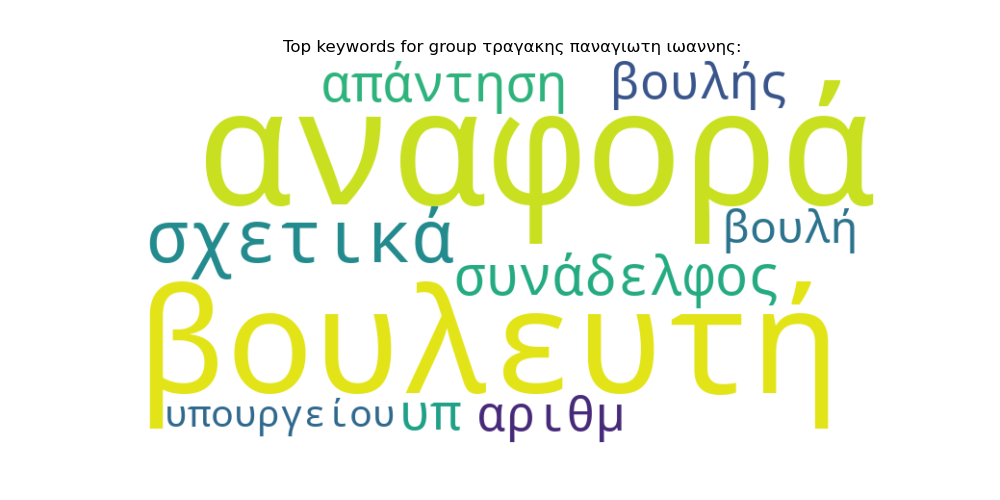 Top keywords for group τραγακης παναγιωτη ιωαννης:
απάντηση βουλής
αναφορά
σχετικά βουλή
συνάδελφος
βουλευτή
υπουργείου υπ αριθμ